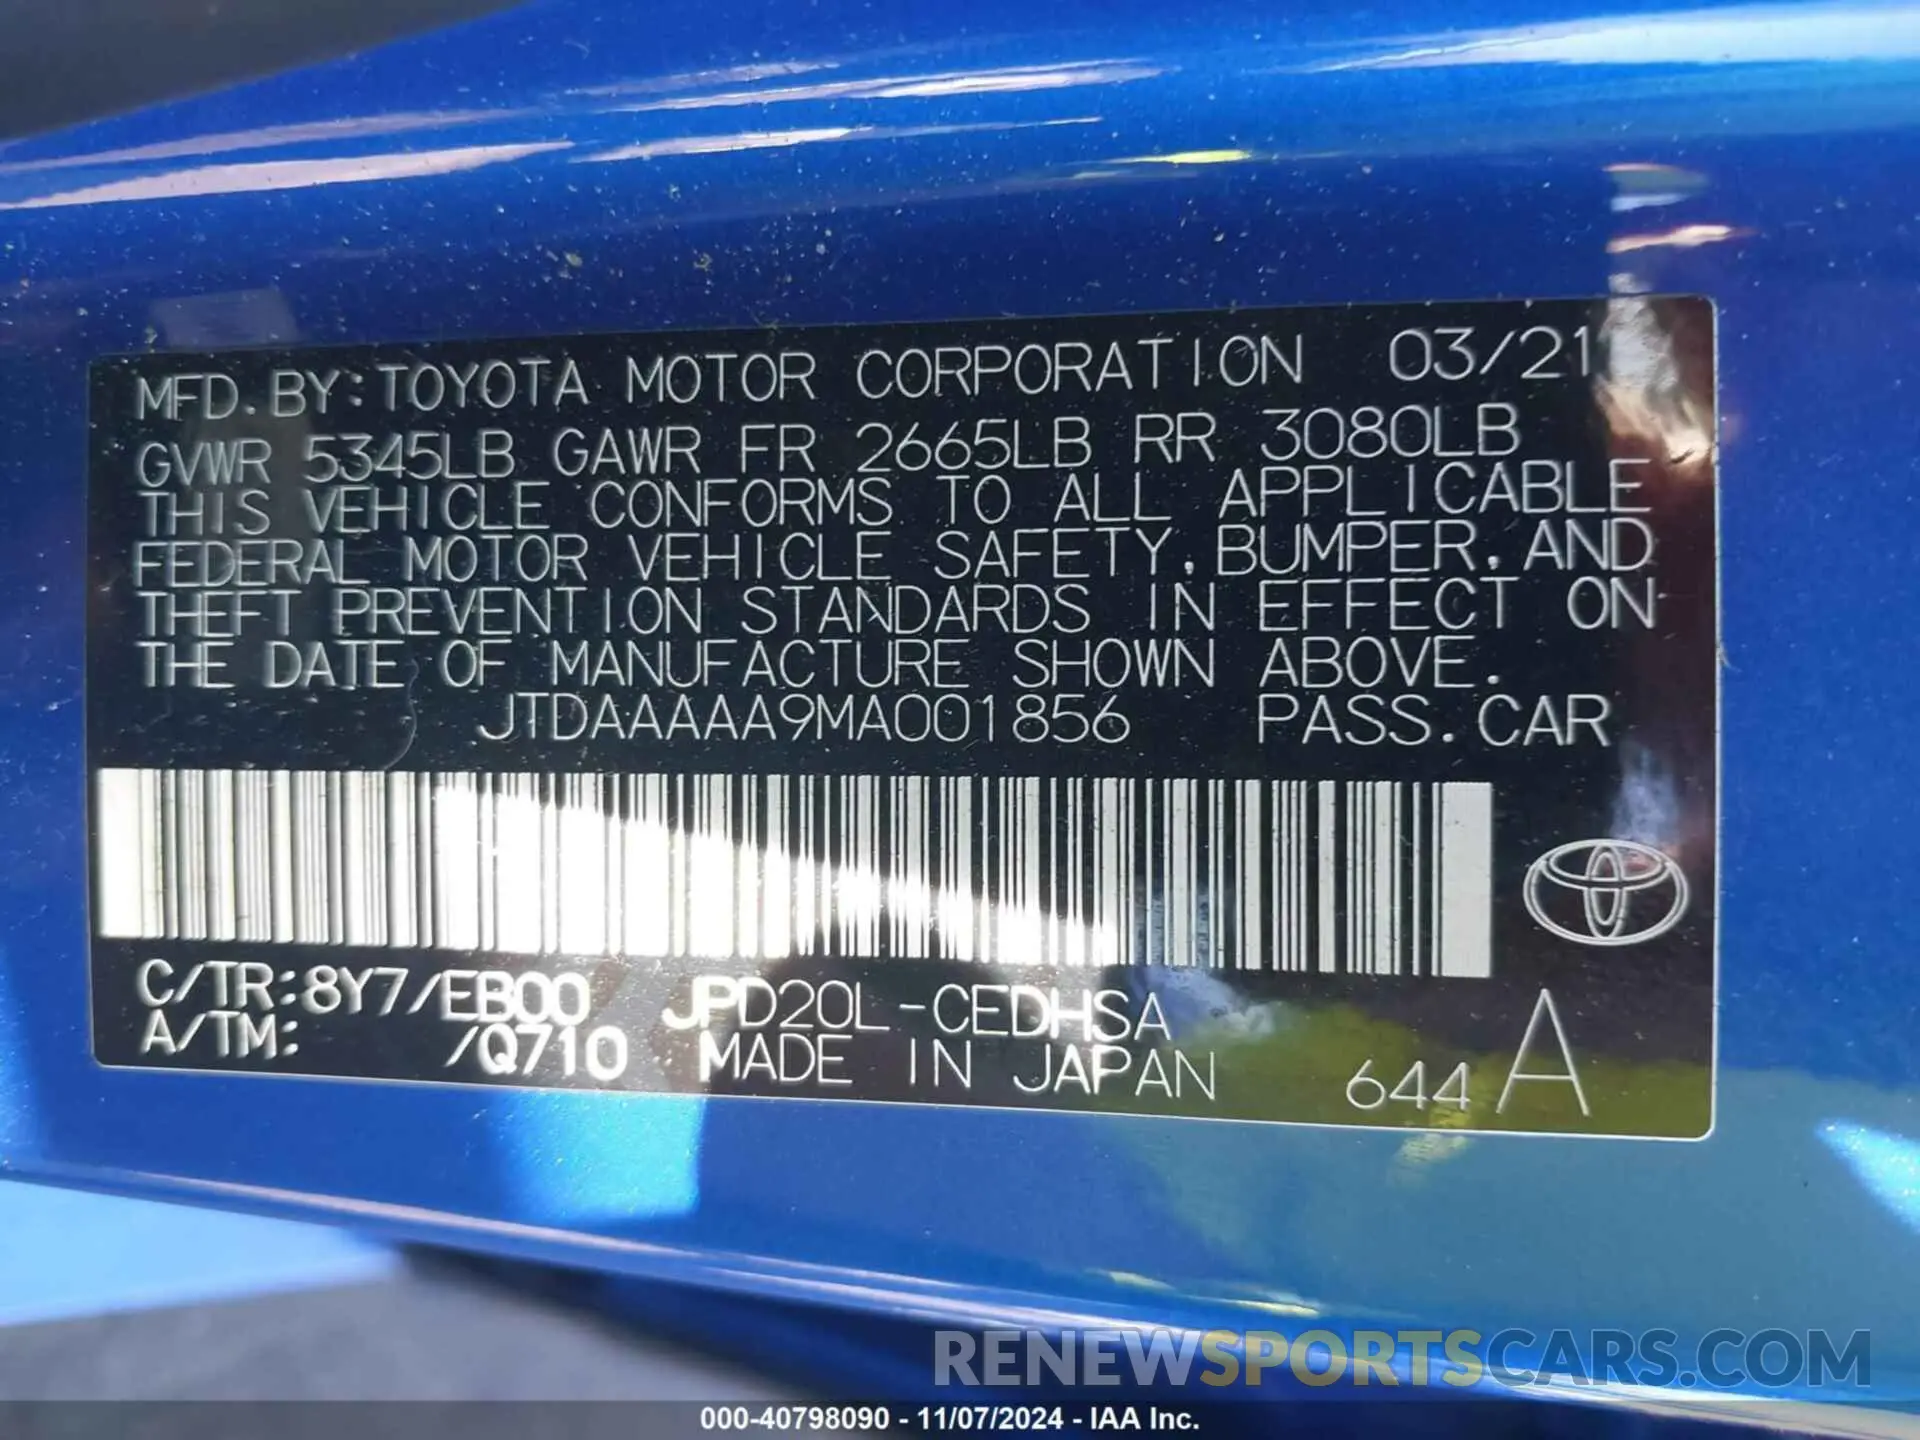 MFD. BY: TOYOTA MOTOR CORPORATION 03/21
GVWR 5345LB GAWR FR 2665LB RR 3080LB
THIS VEHICLE CONFORMS TO ALL APPLICABLE
FEDERAL MOTOR VEHICLE SAFETY, BUMPER, AND
THEFT PREVENTION STANDARDS IN EFFECT ON
THE DATE OF MANUFACTURE SHOWN ABOVE.
JTDAAAAAA9MA001856 PASS. CAR
C/TR: 8Y7/EB00 JPD20L-CEDHSA
A/TM: /Q710 MADE IN JAPAN 644 A
RENEWSPORTSCARS.COM
000-40798090 - 11/07/2024 - IAA Inc.